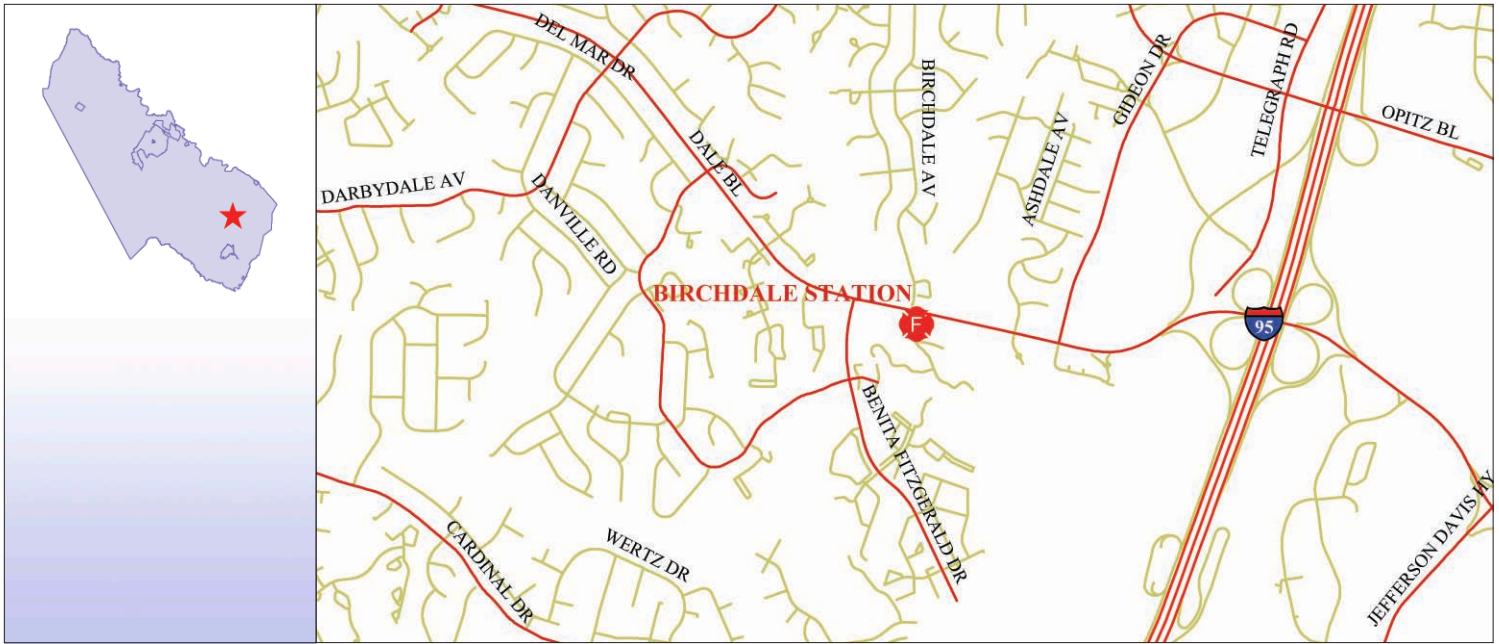 DEL MAR DR
BIRCHDALE AV
GIDEON DR
TELEGRAPH RD
OPITZ BL
DALE BL
ASHDALE AV
DARBYDALE AV
DANVILLE RD
BIRCHDALE STATION
F
95
BENITA FITZGERALD DR
CARDINAL DR
WERTZ DR
JEFFERSON DAVIS HY